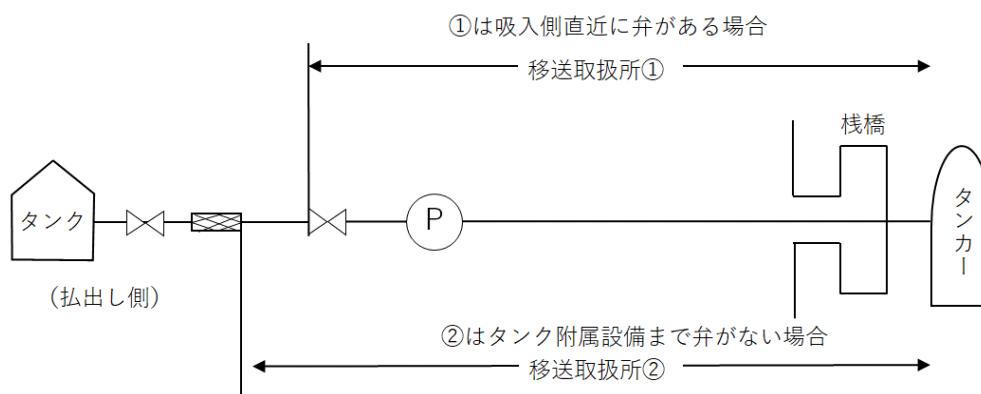 ①は吸入側直近に弁がある場合
移送取扱所①
桟橋
タンク
P
タンカー
(払出し側)
②はタンク附属設備まで弁がない場合
移送取扱所②